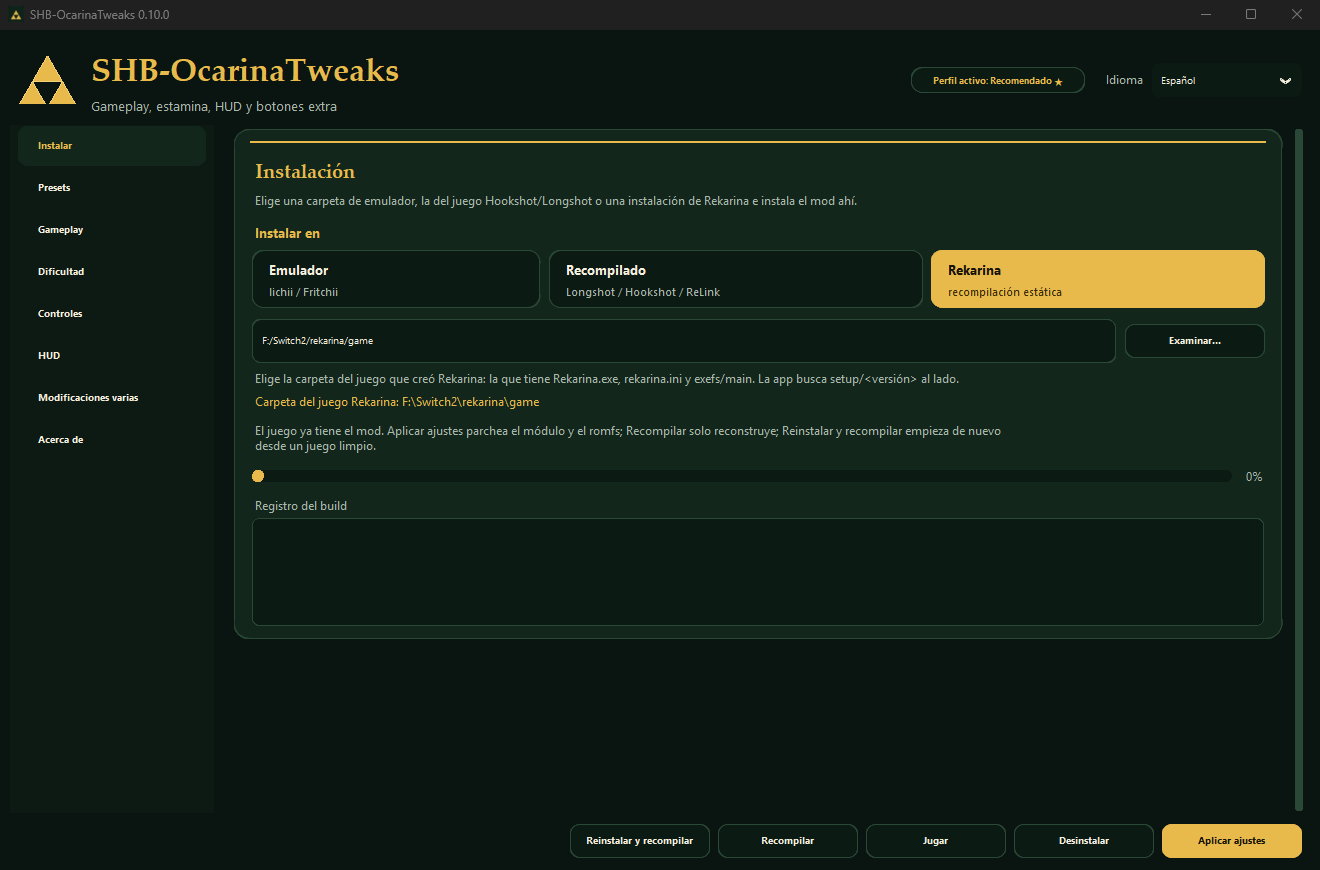 SHB-OcarinaTweaks 0.10.0
SHB-OcarinaTweaks
Gameplay, estamina, HUD y botones extra
Perfil activo: Recomendado ★
Idioma
Español
Instalar
Presets
Gameplay
Dificultad
Controles
HUD
Modificaciones varias
Acerca de
Instalación
Elige una carpeta de emulador, la del juego Hookshot/Longshot o una instalación de Rekarina e instala el mod ahí.
Instalar en
Emulador
Iichii / Fritchii
Recompilado
Longshot / Hookshot / ReLink
Rekarina
recompilación estática
F:/Switch2/rekarina/game
Examinar...
Elige la carpeta del juego que creó Rekarina: la que tiene Rekarina.exe, rekarina.ini y exefs/main. La app busca setup/<versión> al lado.
Carpeta del juego Rekarina: F:\Switch2\rekarina\game
El juego ya tiene el mod. Aplicar ajustes parchea el módulo y el romfs; Recompilar solo reconstruye; Reinstalar y recompilar empieza de nuevo
desde un juego limpio.
0%
Registro del build
Reinstalar y recompilar
Recompilar
Jugar
Desinstalar
Aplicar ajustes